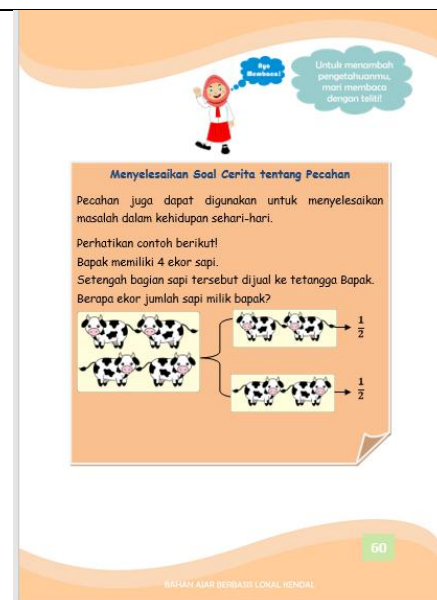 Ayo
Membaca!
Untuk menambah
pengetahuanmu,
mari membaca
dengan teliti!
Menyelesaikan Soal Cerita tentang Pecahan
Pecahan juga dapat digunakan untuk menyelesaikan
masalah dalam kehidupan sehari-hari.
Perhatikan contoh berikut!
Bapak memiliki 4 ekor sapi.
Setengah bagian sapi tersebut dijual ke tetangga Bapak.
Berapa ekor jumlah sapi milik bapak?
1/2
1/2
60
BAHAN AJAR BERBASIS LOKAL KENDAL